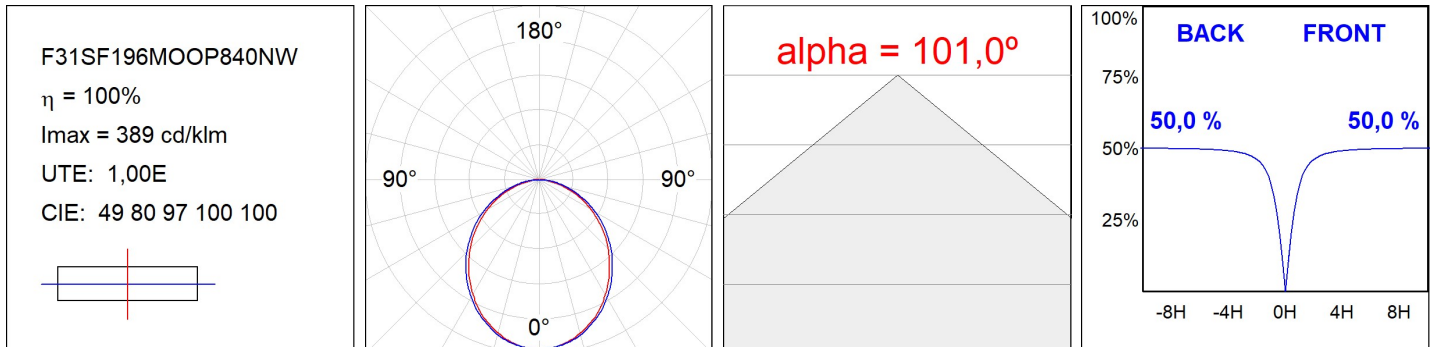 F31SF196MOOP840NW
η = 100%
Imax = 389 cd/klm
UTE: 1,00E
CIE: 49 80 97 100 100
180°
90° 90°
0°
alpha = 101,0º
100%
BACK FRONT
75%
50,0 % 50,0 %
50%
25%
-8H -4H 0H 4H 8H